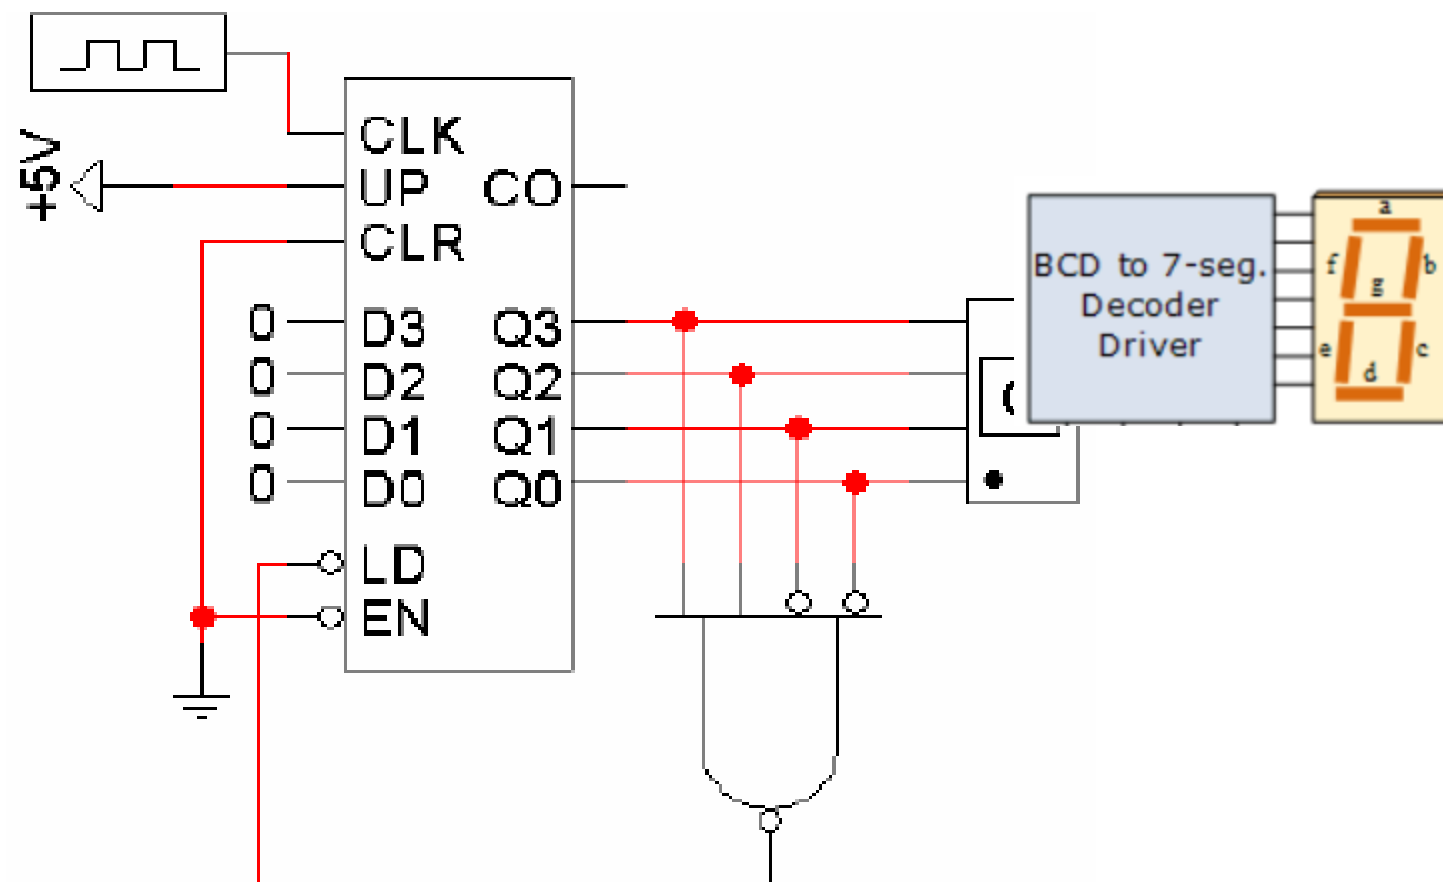 +5V
CLK
UP CO
CLR
0 D3 Q3
0 D2 Q2
0 D1 Q1
0 D0 Q0
LD
EN
BCD to 7-seg.
Decoder
Driver
a
f b
g
e c
d